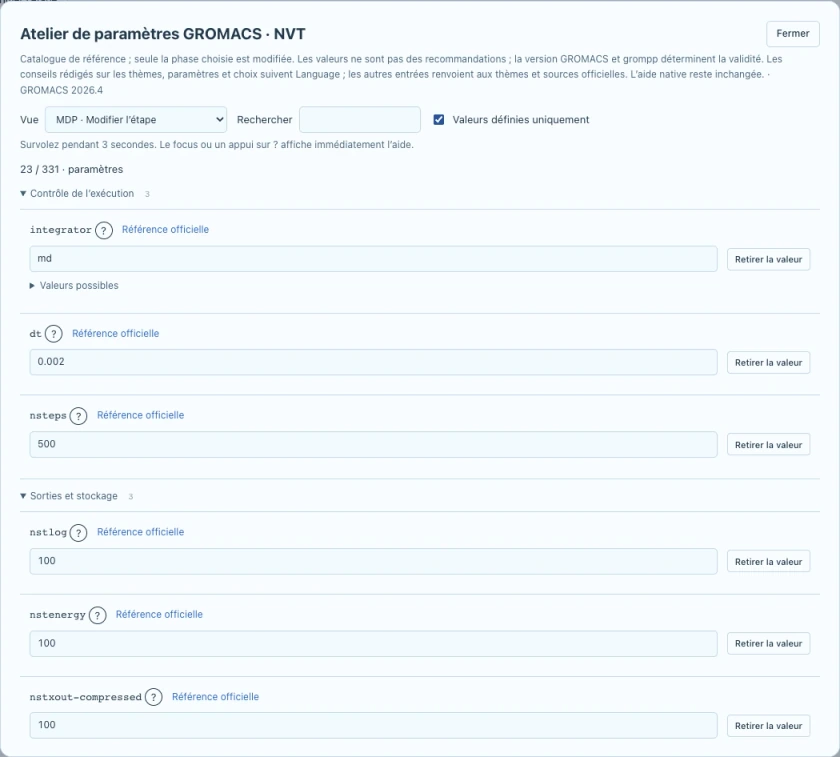 Atelier de paramètres GROMACS · NVT
Fermer
Catalogue de référence ; seule la phase choisie est modifiée. Les valeurs ne sont pas des recommandations ; la version GROMACS et grompp déterminent la validité. Les
conseils rédigés sur les thèmes, paramètres et choix suivent Language ; les autres entrées renvoient aux thèmes et sources officielles. L'aide native reste inchangée. ·
GROMACS 2026.4
Vue MDP · Modifier l'étape Rechercher Valeurs définies uniquement
Survolez pendant 3 secondes. Le focus ou un appui sur ? affiche immédiatement l'aide.
23 / 331 · paramètres
▼ Contrôle de l'exécution 3
integrator ? Référence officielle
md Retirer la valeur
▶ Valeurs possibles
dt ? Référence officielle
0.002 Retirer la valeur
nsteps ? Référence officielle
500 Retirer la valeur
▼ Sorties et stockage 3
nstlog ? Référence officielle
100 Retirer la valeur
nstenergy ? Référence officielle
100 Retirer la valeur
nstxout-compressed ? Référence officielle
100 Retirer la valeur